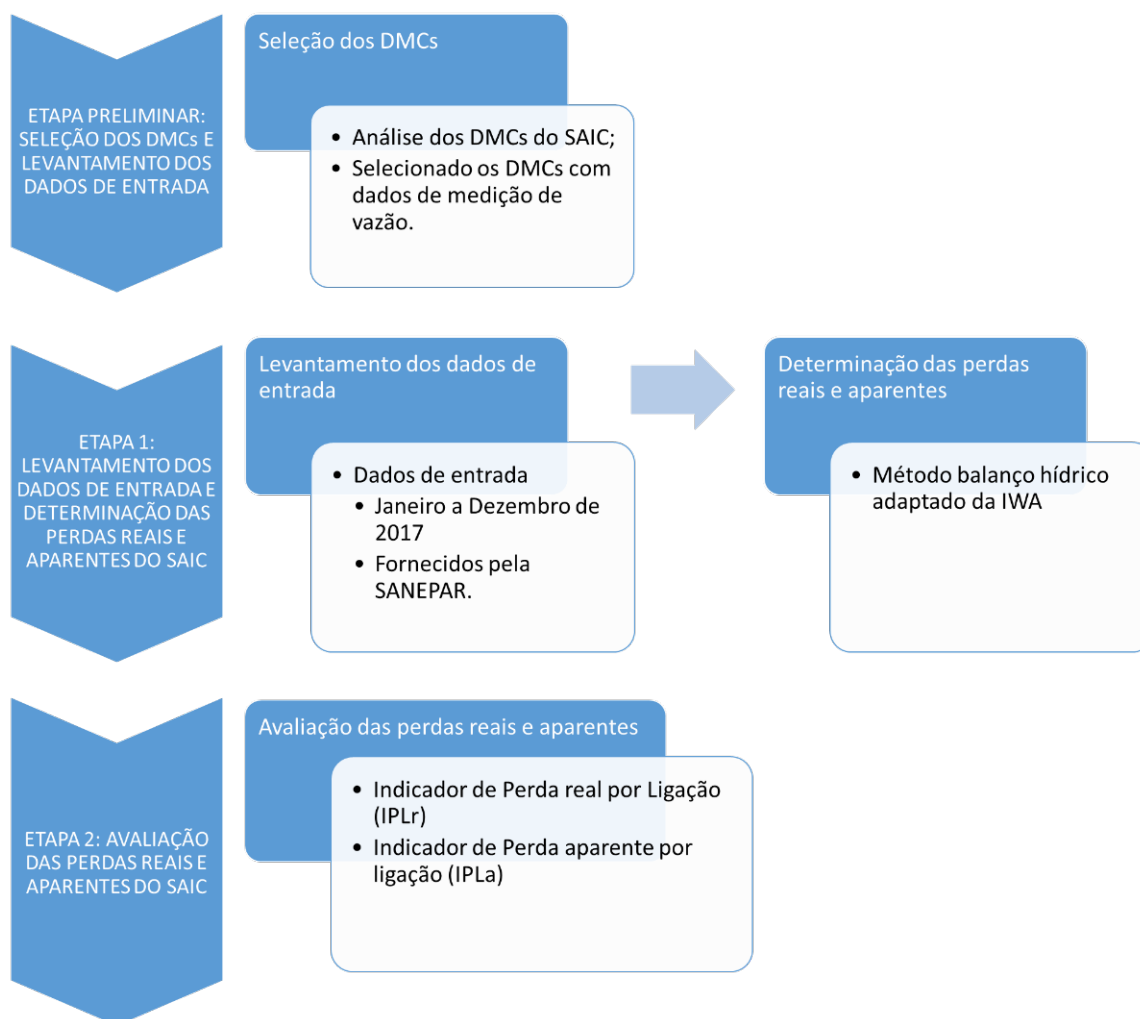 ETAPA PRELIMINAR:
SELEÇÃO DOS DMCs E
LEVANTAMENTO DOS
DADOS DE ENTRADA
Seleção dos DMCs
• Análise dos DMCs do SAIC;
• Selecionado os DMCs com
dados de medição de
vazão.
ETAPA 1:
LEVANTAMENTO DOS
DADOS DE ENTRADA E
DETERMINAÇÃO DAS
PERDAS REAIS E
APARENTES DO SAIC
Levantamento dos dados de
entrada
• Dados de entrada
• Janeiro a Dezembro de
2017
• Fornecidos pela
SANEPAR.
Determinação das perdas
reais e aparentes
• Método balanço hídrico
adaptado da IWA
ETAPA 2: AVALIAÇÃO
DAS PERDAS REAIS E
APARENTES DO SAIC
Avaliação das perdas reais e aparentes
• Indicador de Perda real por Ligação
(IPLr)
• Indicador de Perda aparente por
ligação (IPLa)